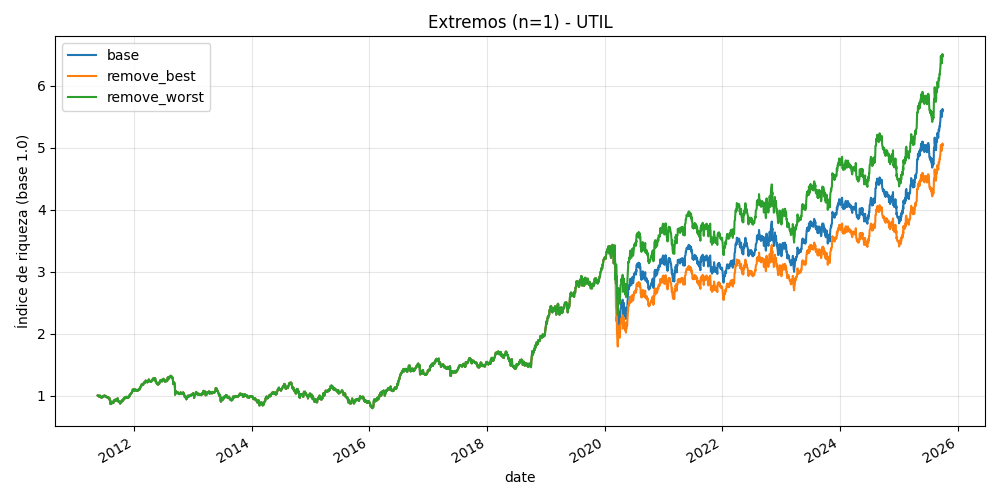 Extremos (n=1) - UTIL
base
remove_best
remove_worst
Índice de riqueza (base 1.0)
6
5
4
3
2
1
2012
2014
2016
2018
2020
2022
2024
2026
date